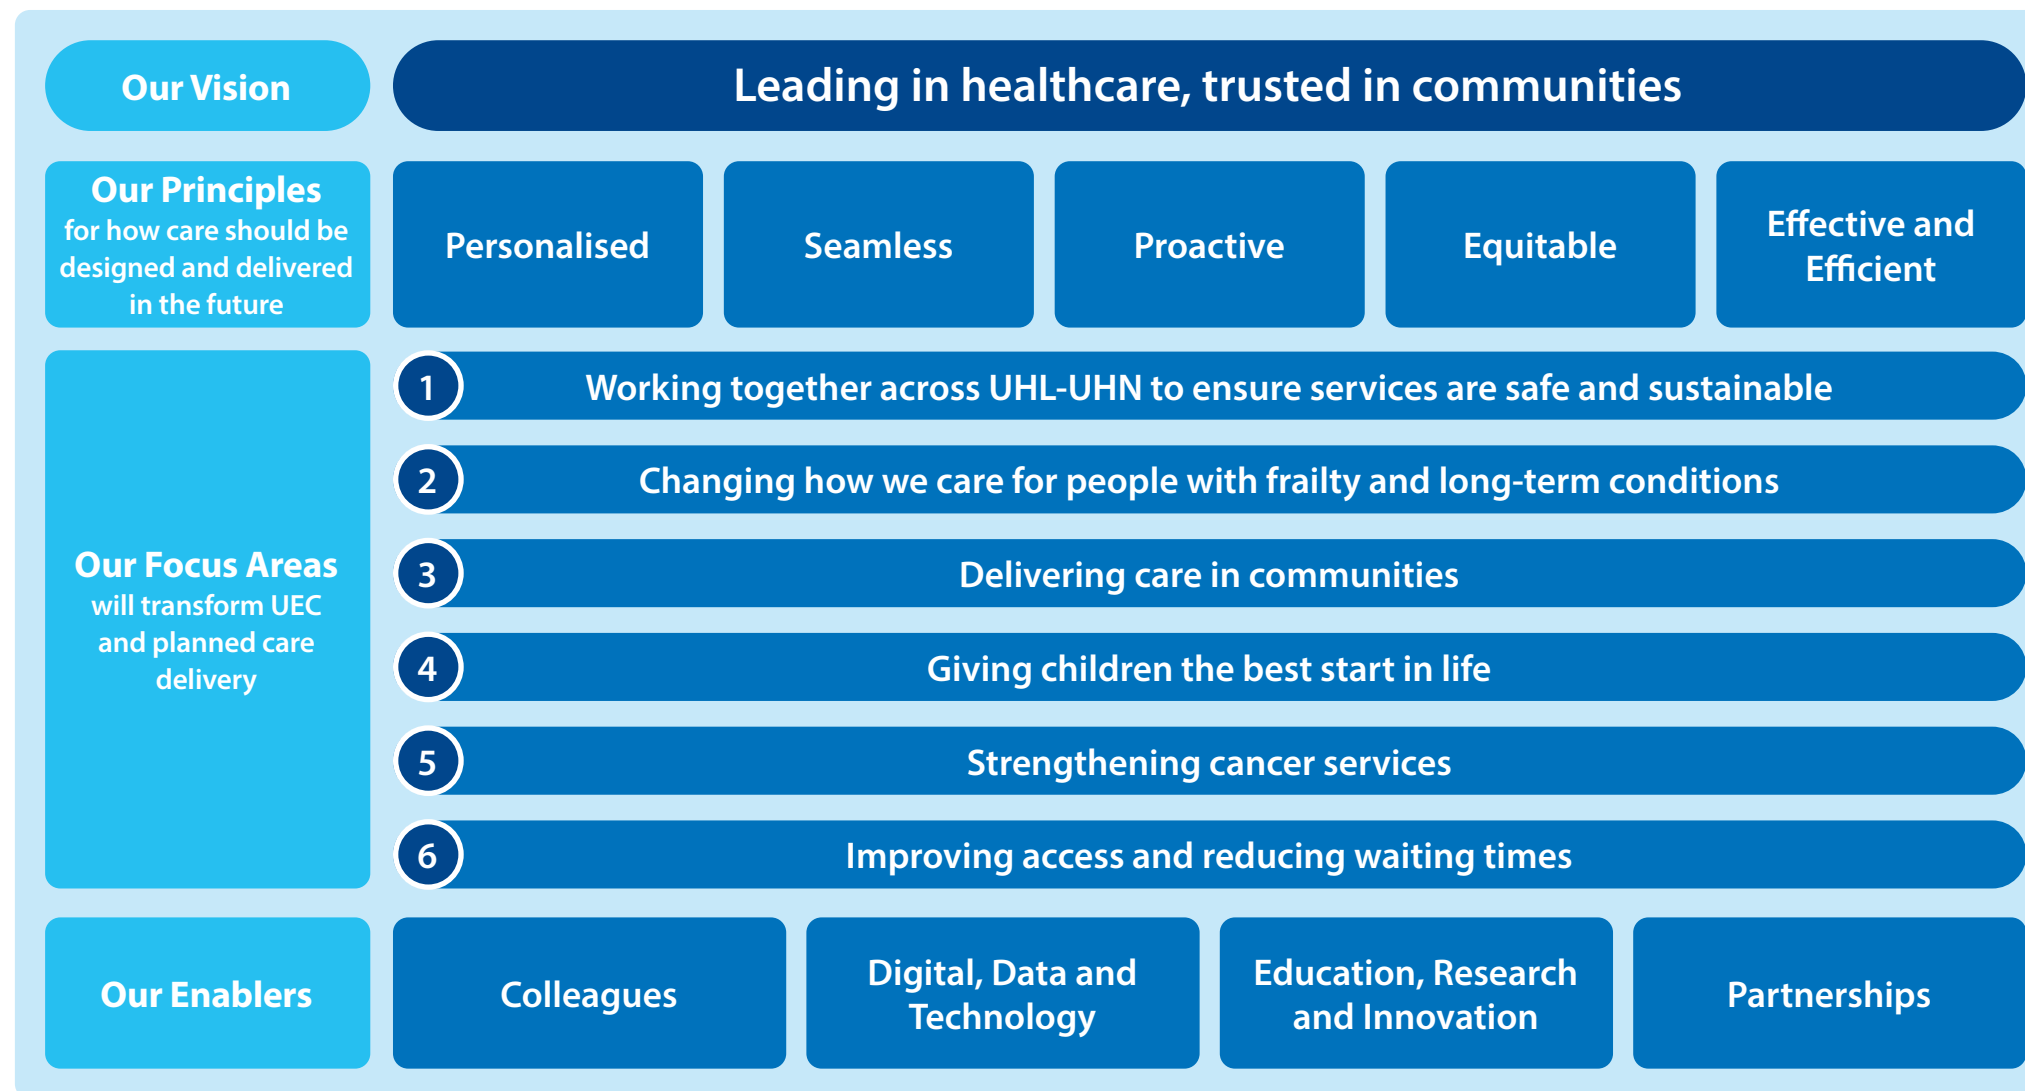 Our Vision
Leading in healthcare, trusted in communities
Our Principles
for how care should be
designed and delivered
in the future
Personalised
Seamless
Proactive
Equitable
Effective and
Efficient
Our Focus Areas
will transform UEC
and planned care
delivery
1
Working together across UHL-UHN to ensure services are safe and sustainable
2
Changing how we care for people with frailty and long-term conditions
3
Delivering care in communities
4
Giving children the best start in life
5
Strengthening cancer services
6
Improving access and reducing waiting times
Our Enablers
Colleagues
Digital, Data and
Technology
Education, Research
and Innovation
Partnerships